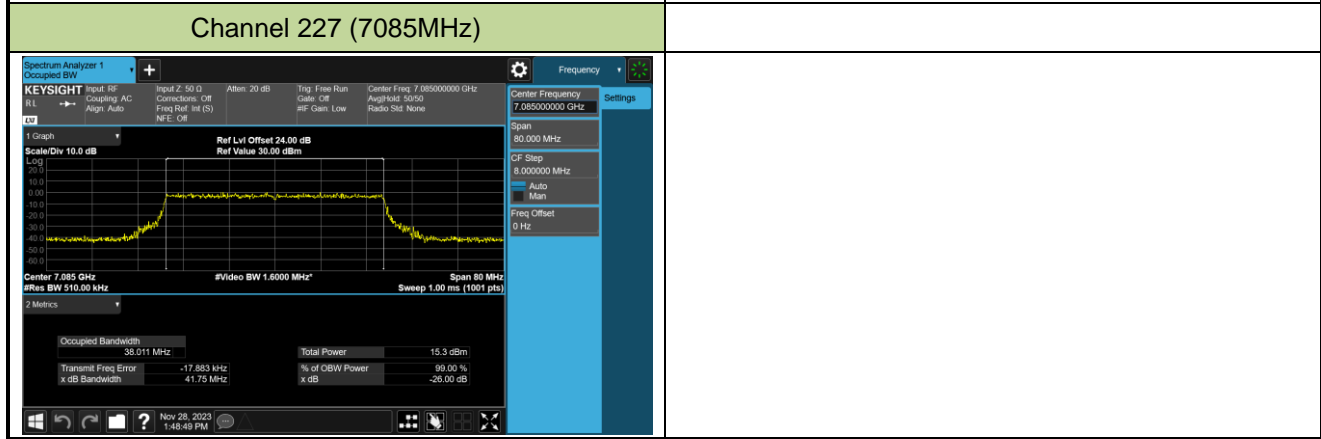 Channel 227 (7085MHz)
Spectrum Analyzer 1
Occupied BW
+
Frequency
KEYSIGHT
R L
LXI
Input: RF
Coupling: AC
Align: Auto
Input Z: 50 Ω
Corrections: Off
Freq Ref: Int (S)
NFE: Off
Atten: 20 dB
Trig: Free Run
Gate: Off
#IF Gain: Low
Center Freq: 7.085000000 GHz
Avg|Hold: 50/50
Radio Std: None
Center Frequency
7.085000000 GHz
Settings
Span
80.000 MHz
CF Step
8.000000 MHz
Auto
Man
Freq Offset
0 Hz
1 Graph
Scale/Div 10.0 dB
Ref Lvl Offset 24.00 dB
Ref Value 30.00 dBm
Log
20.0
10.0
0.00
-10.0
-20.0
-30.0
-40.0
-50.0
-60.0
Center 7.085 GHz
#Video BW 1.6000 MHz*
Span 80 MHz
#Res BW 510.00 kHz
Sweep 1.00 ms (1001 pts)
2 Metrics
Occupied Bandwidth
38.011 MHz
Total Power 15.3 dBm
Transmit Freq Error -17.883 kHz
% of OBW Power 99.00 %
x dB Bandwidth 41.75 MHz
x dB -26.00 dB
?
Nov 28, 2023
1:48:49 PM